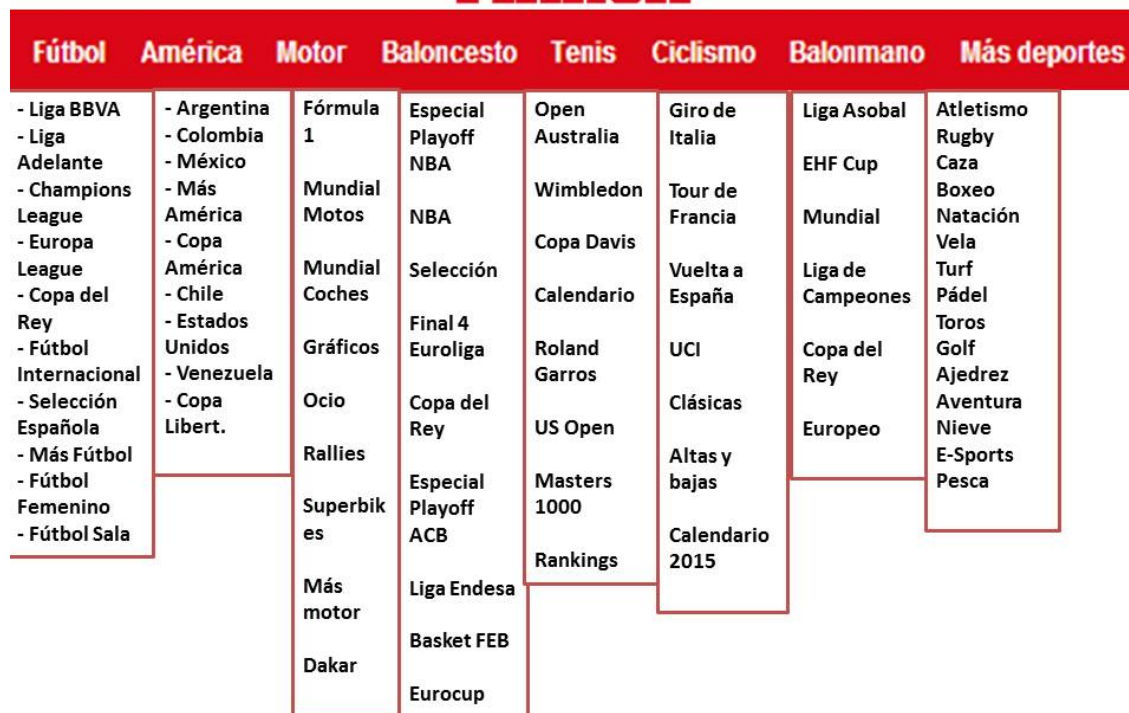 Fútbol América Motor Baloncesto Tenis Ciclismo Balonmano Más deportes
- Liga BBVA
- Liga
Adelante
- Champions
League
- Europa
League
- Copa del
Rey
- Fútbol
Internacional
- Selección
Española
- Más Fútbol
- Fútbol
Femenino
- Fútbol Sala
- Argentina
- Colombia
- México
- Más
América
- Copa
América
- Chile
- Estados
Unidos
- Venezuela
- Copa
Libert.
Fórmula
1
Mundial
Motos
Mundial
Coches
Gráficos
Ocio
Rallies
Superbik
es
Más
motor
Dakar
Especial
Playoff
NBA
NBA
Selección
Final 4
Euroliga
Copa del
Rey
Especial
Playoff
ACB
Liga Endesa
Basket FEB
Eurocup
Open
Australia
Wimbledon
Copa Davis
Calendario
Roland
Garros
US Open
Masters
1000
Rankings
Giro de
Italia
Tour de
Francia
Vuelta a
España
UCI
Clásicas
Altas y
bajas
Calendario
2015
Liga Asobal
EHF Cup
Mundial
Liga de
Campeones
Copa del
Rey
Europeo
Atletismo
Rugby
Caza
Boxeo
Natación
Vela
Turf
Pádel
Toros
Golf
Ajedrez
Aventura
Nieve
E-Sports
Pesca